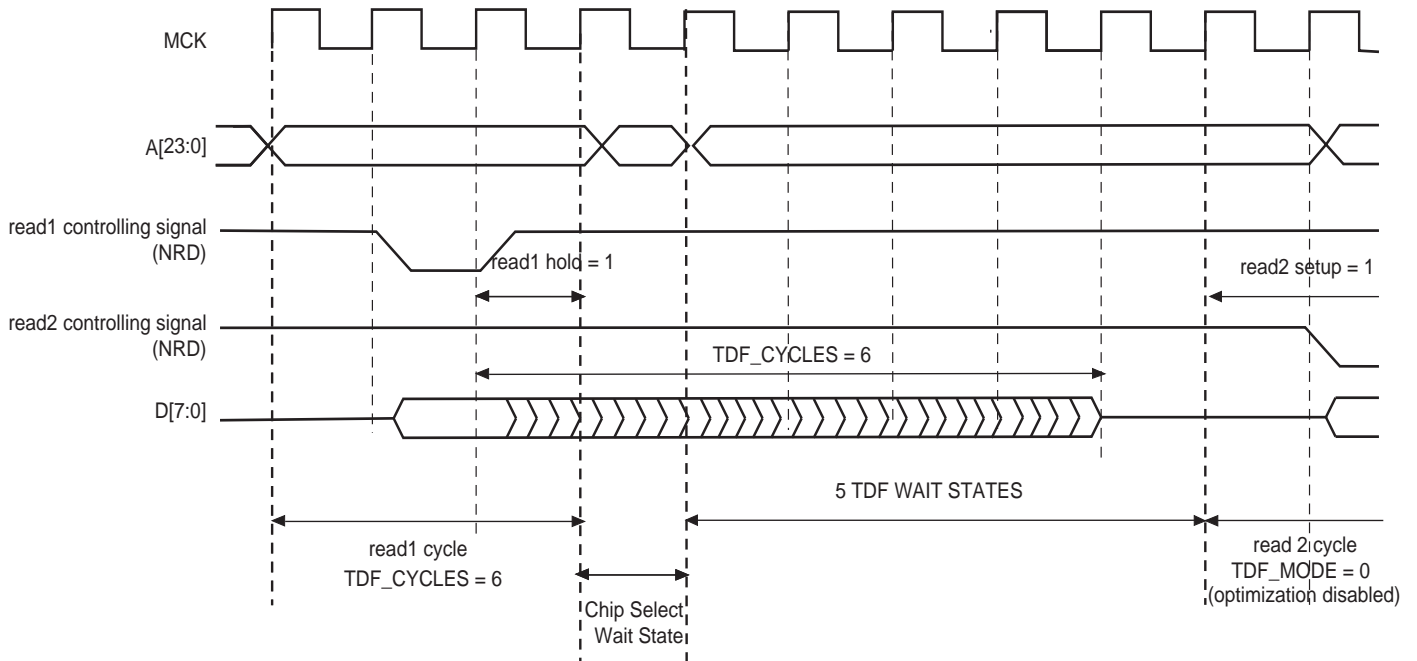 MCK
A[23:0]
read1 controlling signal
(NRD)
read1 hold = 1
read2 setup = 1
read2 controlling signal
(NRD)
TDF_CYCLES = 6
D[7:0]
5 TDF WAIT STATES
read1 cycle
TDF_CYCLES = 6
Chip Select
Wait State
read 2 cycle
TDF_MODE = 0
(optimization disabled)